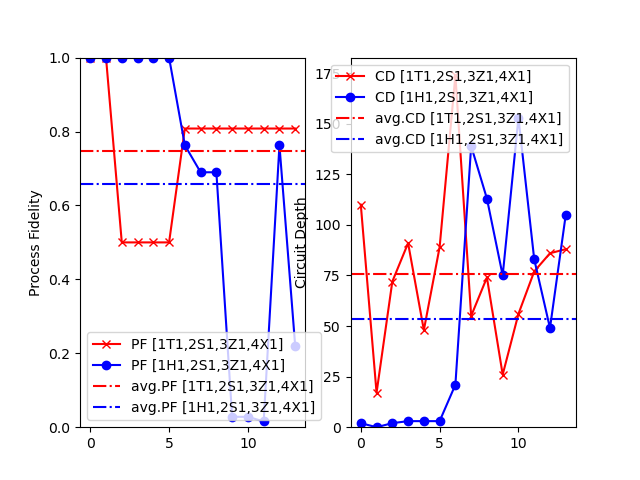 1.0
0.8
0.6
0.4
0.2
0.0
0
5
10
Process Fidelity
PF [1T1,2S1,3Z1,4X1]
PF [1H1,2S1,3Z1,4X1]
avg.PF [1T1,2S1,3Z1,4X1]
avg.PF [1H1,2S1,3Z1,4X1]
175
150
125
100
75
50
25
0
0
5
10
Circuit Depth
CD [1T1,2S1,3Z1,4X1]
CD [1H1,2S1,3Z1,4X1]
avg.CD [1T1,2S1,3Z1,4X1]
avg.CD [1H1,2S1,3Z1,4X1]